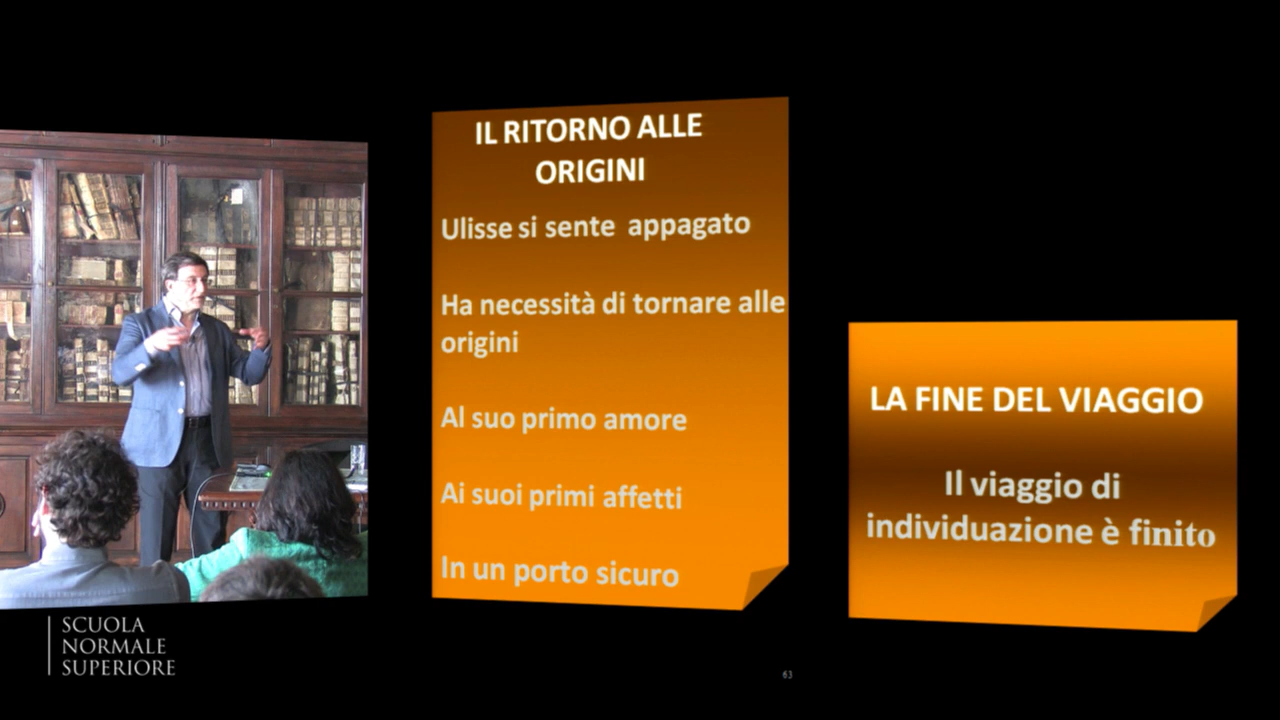 IL RITORNO ALLE
ORIGINI
Ulisse si sente appagato
Ha necessità di tornare alle
origini
Al suo primo amore
Ai suoi primi affetti
In un porto sicuro
LA FINE DEL VIAGGIO
Il viaggio di
individuazione è finito
SCUOLA
NORMALE
SUPERIORE
63